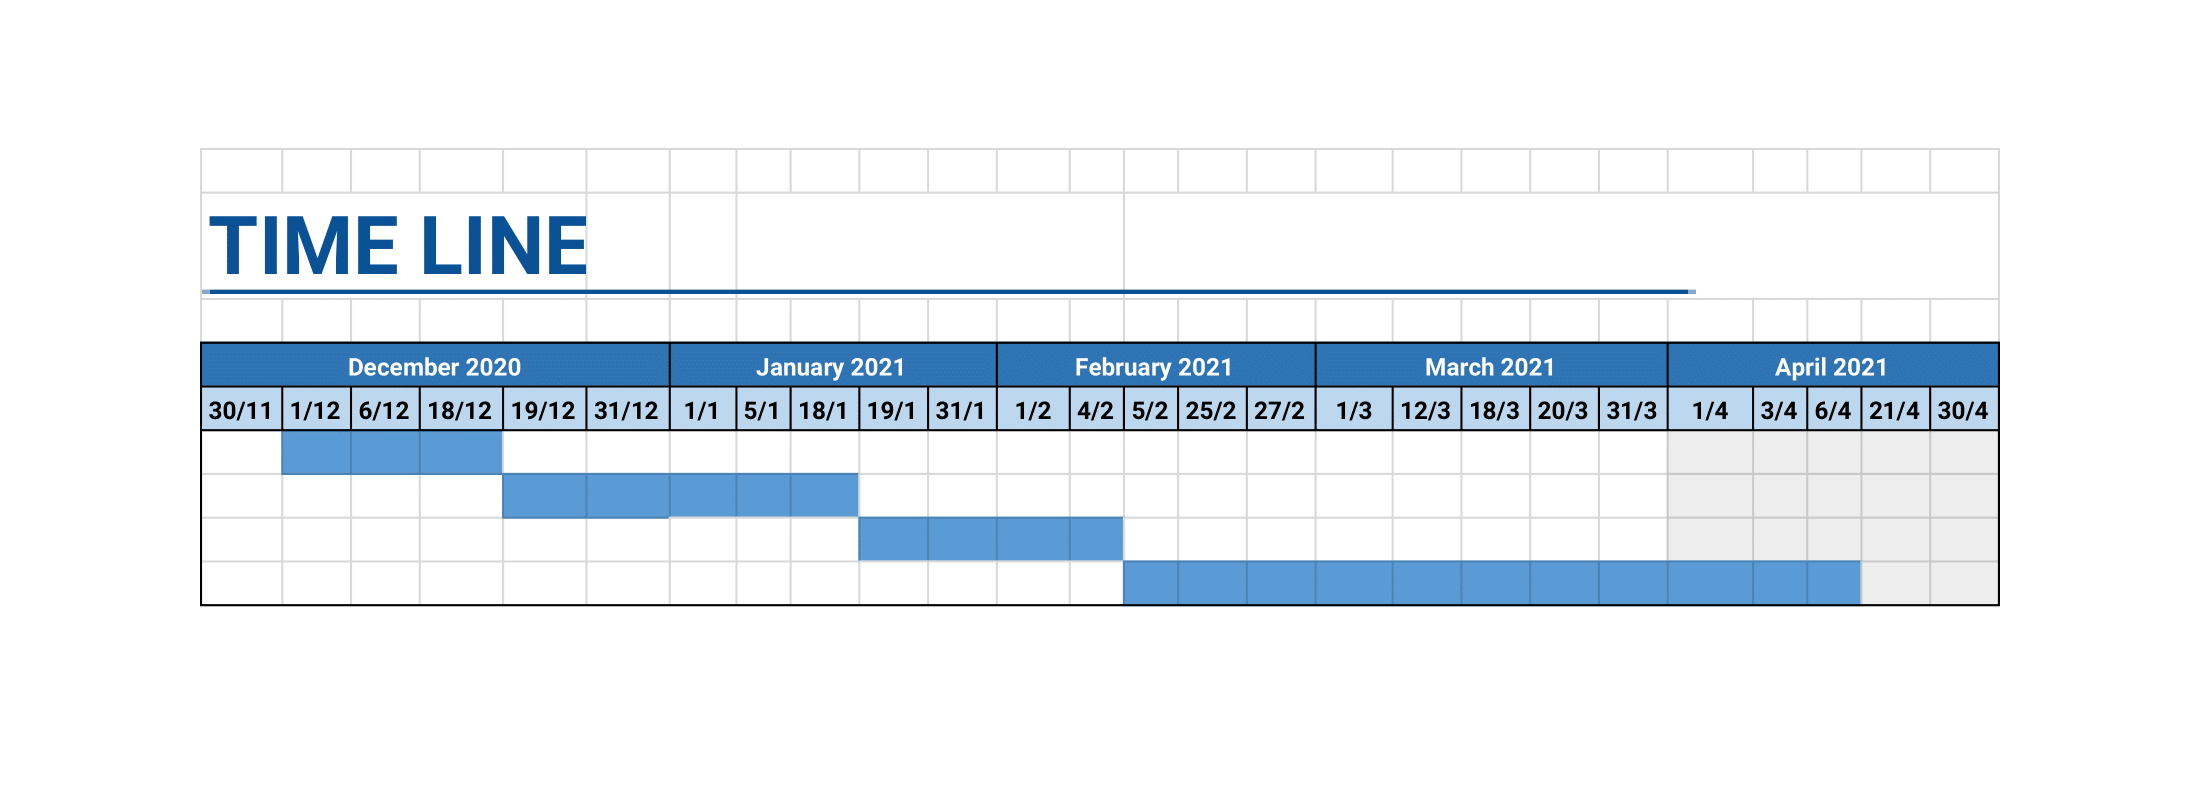 TIME LINE
December 2020 January 2021 February 2021 March 2021 April 2021
30/11 1/12 6/12 18/12 19/12 31/12 1/1 5/1 18/1 19/1 31/1 1/2 4/2 5/2 25/2 27/2 1/3 12/3 18/3 20/3 31/3 1/4 3/4 6/4 21/4 30/4